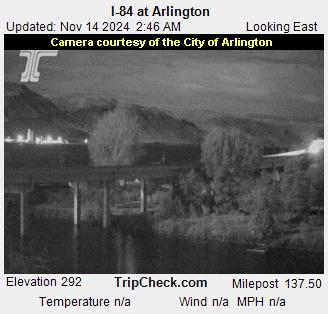 I-84 at Arlington
Updated: Nov 14 2024 2:46 AM Looking East
Camera courtesy of the City of Arlington
Elevation 292 TripCheck.com Milepost 137.50
Temperature n/a Wind n/a MPH n/a